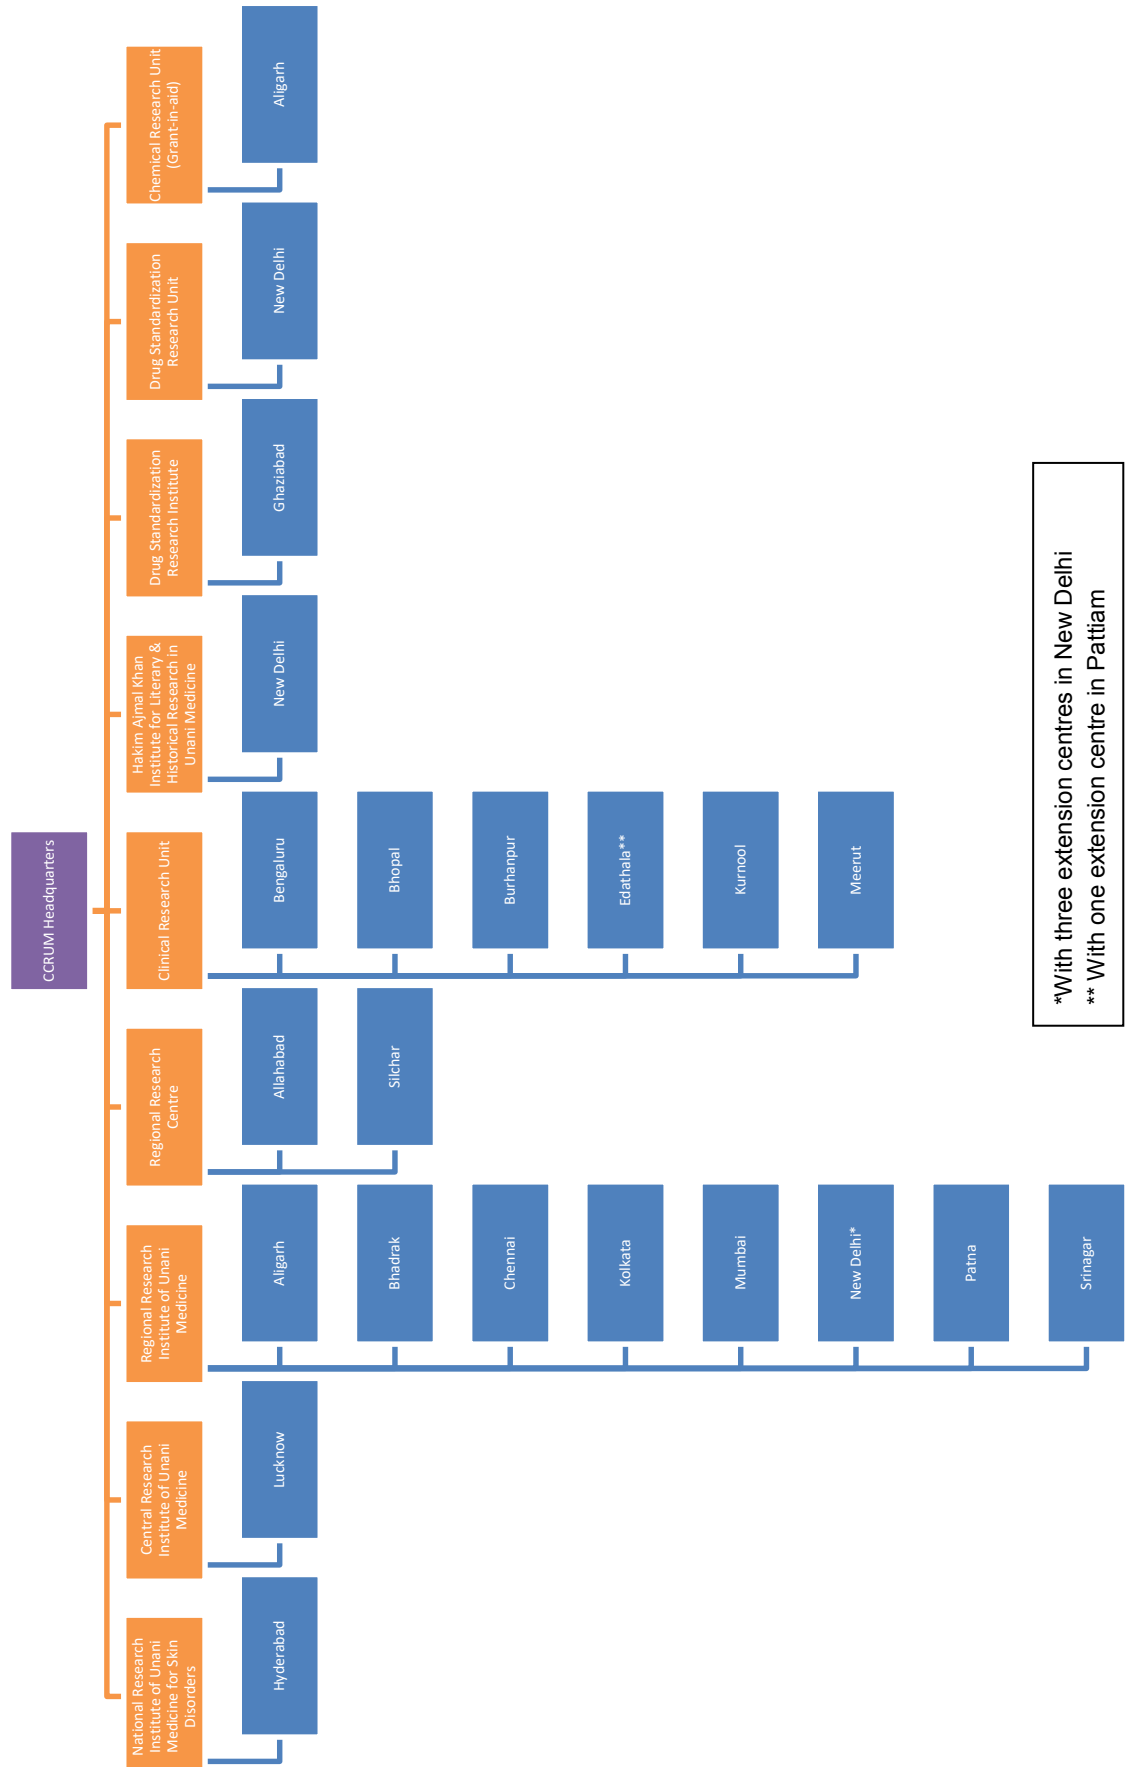 CCRUM Headquarters
National Research
Institute of Unani
Medicine for Skin
Disorders
Hyderabad
Central Research
Institute of Unani
Medicine
Lucknow
Regional Research
Institute of Unani
Medicine
Aligarh
Bhadrak
Chennai
Kolkata
Mumbai
New Delhi*
Patna
Srinagar
Regional Research
Centre
Allahabad
Silchar
Clinical Research Unit
Bengaluru
Bhopal
Burhanpur
Edathala**
Kurnool
Meerut
Hakim Ajmal Khan
Institute for Literary &
Historical Research in
Unani Medicine
New Delhi
Drug Standardization
Research Institute
Ghaziabad
Drug Standardization
Research Unit
New Delhi
Chemical Research Unit
(Grant-in-aid)
Aligarh
*With three extension centres in New Delhi
** With one extension centre in Pattiam